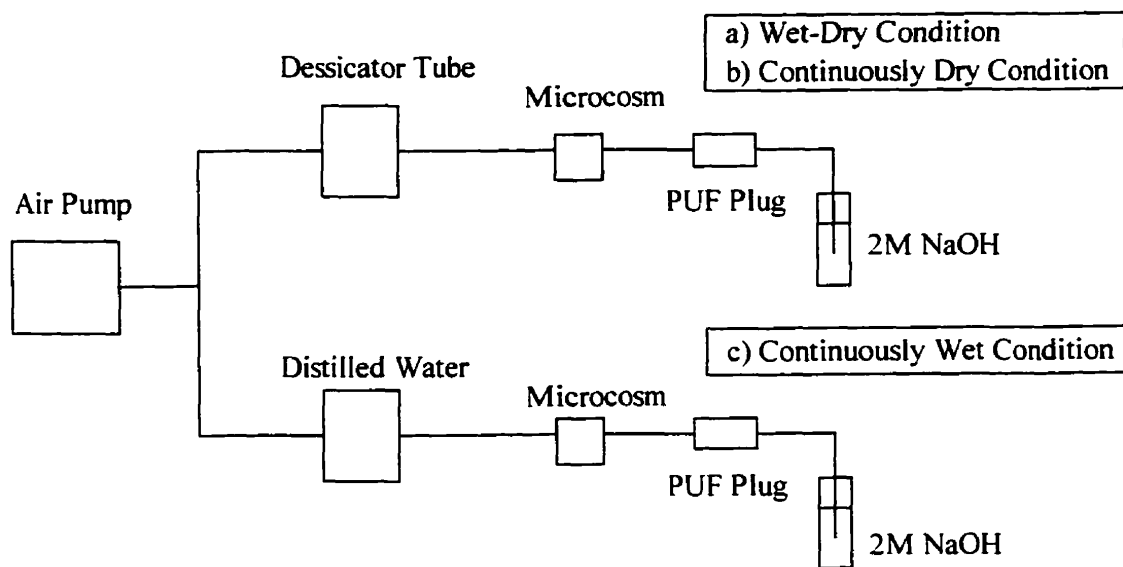 a) Wet-Dry Condition
b) Continuously Dry Condition
Dessicator Tube
Microcosm
Air Pump
PUF Plug
2M NaOH
c) Continuously Wet Condition
Distilled Water
Microcosm
PUF Plug
2M NaOH